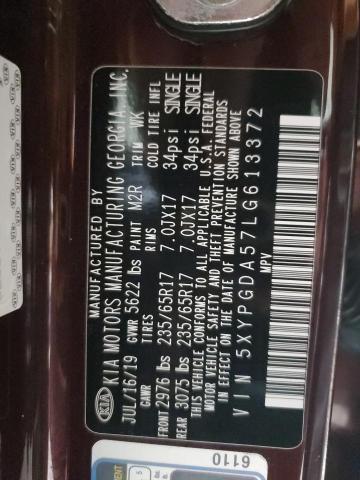 MANUFACTURED BY
KIA KIA MOTORS MANUFACTURING GEORGIA, INC.
JUL/16/19 GVWR 5622 lbs PAINT M2R TRIM WK
GAWR TIRES RIMS COLD TIRE INFL
FRONT 2976 lbs 235/65R17 7.0JX17 34psi SINGLE
REAR 3075 lbs 235/65R17 7.0JX17 34psi SINGLE
THIS VEHICLE CONFORMS TO ALL APPLICABLE U.S.A. FEDERAL
MOTOR VEHICLE SAFETY AND THEFT PREVENTION STANDARDS
IN EFFECT ON THE DATE OF MANUFACTURE SHOWN ABOVE
VIN 5XYPGDA57LG613372
MPV
6110